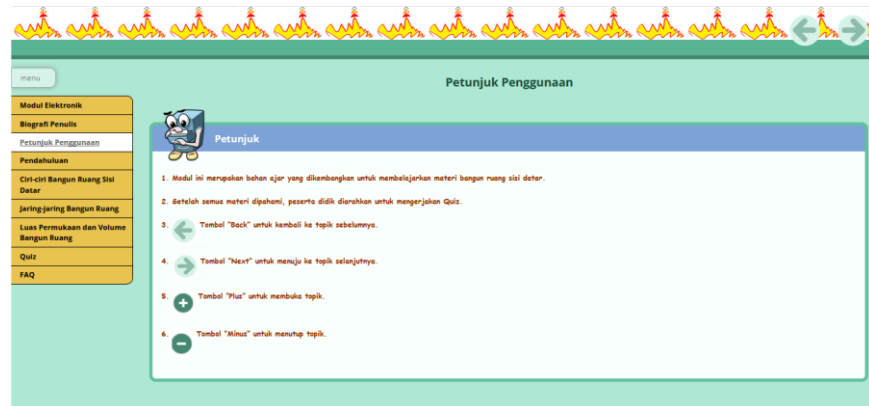 menu
Petunjuk Penggunaan
Modul Elektronik
Biografi Penulis
Petunjuk Penggunaan
Pendahuluan
Ciri-ciri Bangun Ruang Sisi
Datar
Jaring-jaring Bangun Ruang
Luas Permukaan dan Volume
Bangun Ruang
Quiz
FAQ
Petunjuk
1. Modul ini merupakan bahan ajar yang dikembangkan untuk membelajarkan materi bangun ruang sisi datar.
2. Setelah semua materi dipahami, peserta didik diarahkan untuk mengerjakan Quiz.
3. Tombol "Back" untuk kembali ke topik sebelumnya.
4. Tombol "Next" untuk menuju ke topik selanjutnya.
5. Tombol "Plus" untuk membuka topik.
6. Tombol "Minus" untuk menutup topik.